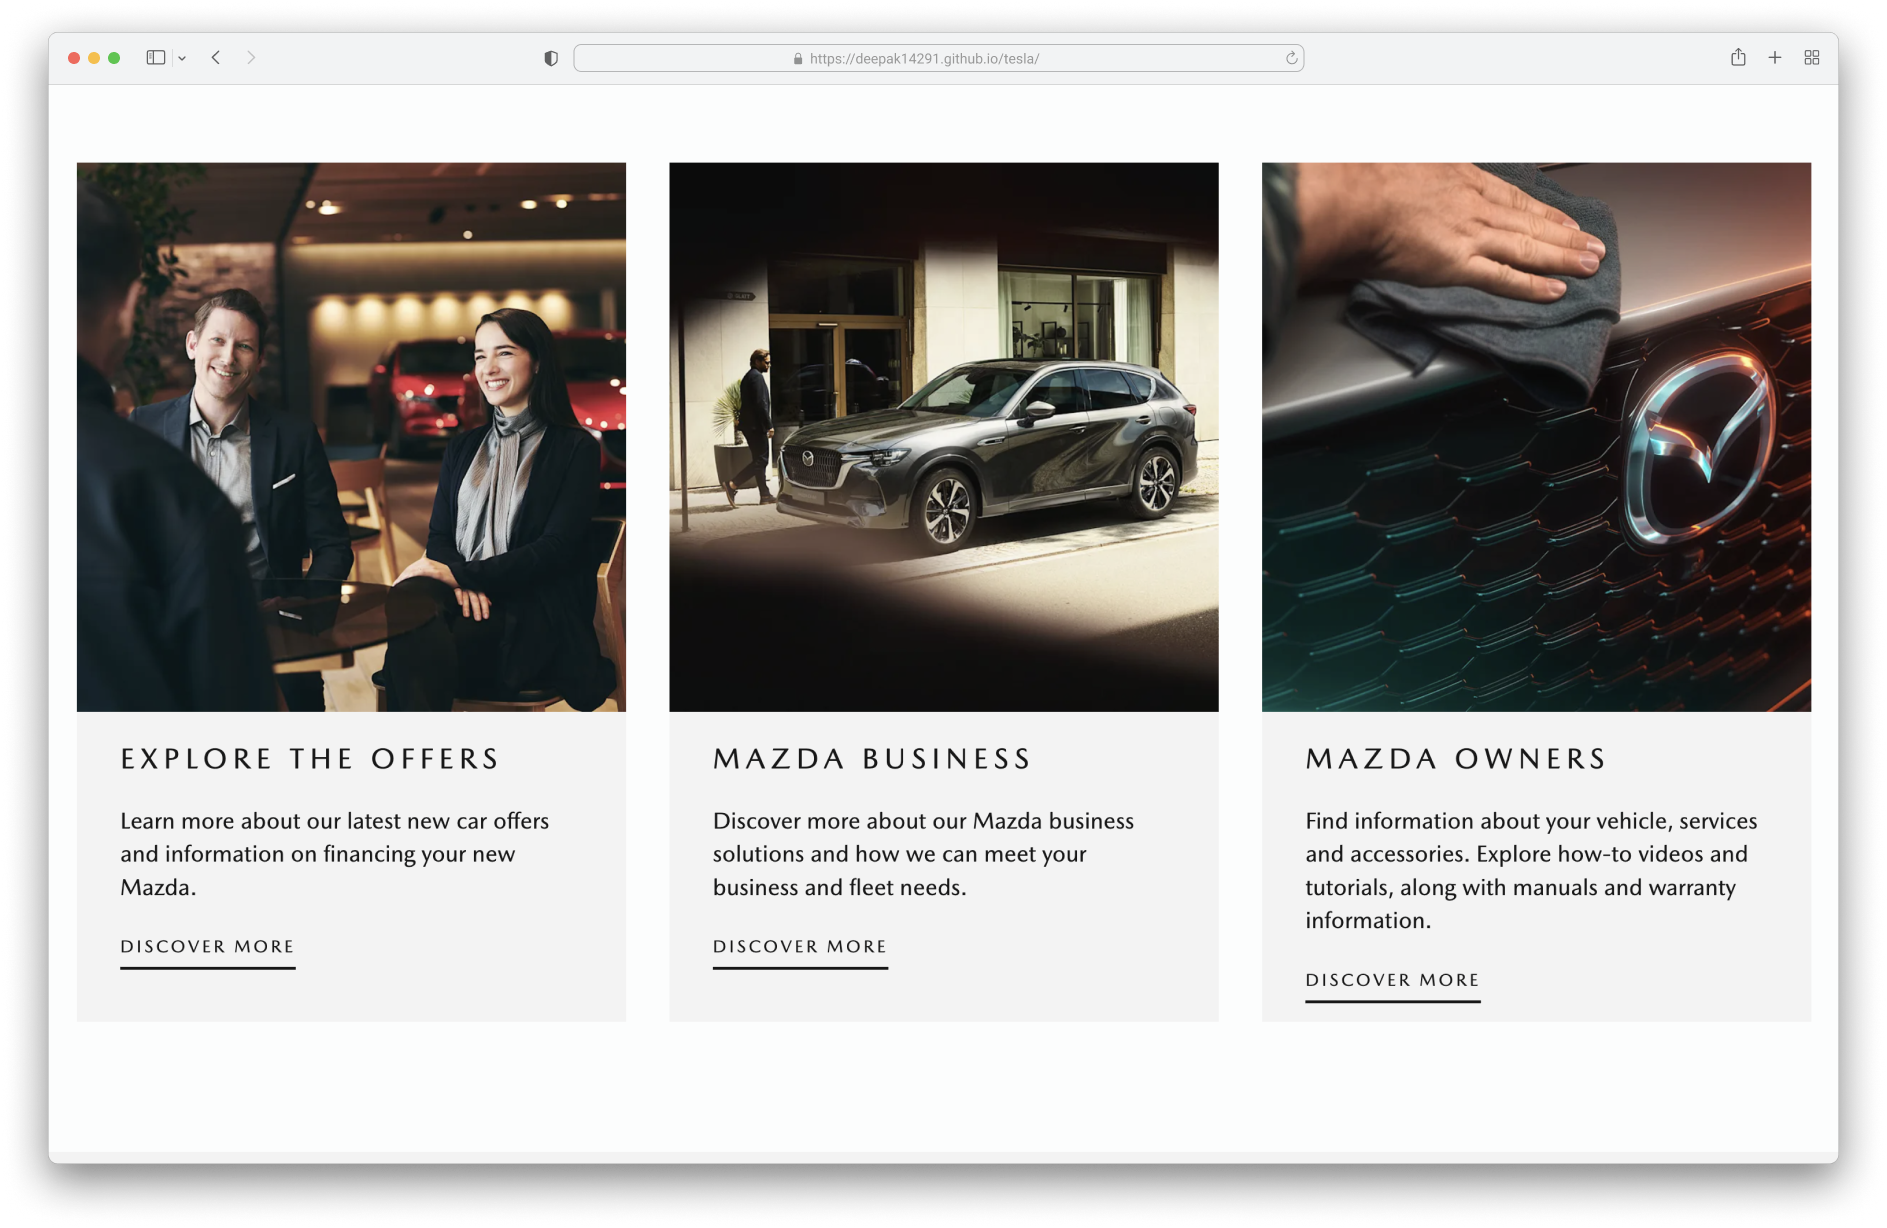 https://deepak14291.github.io/tesla/
EXPLORE THE OFFERS
Learn more about our latest new car offers
and information on financing your new
Mazda.
DISCOVER MORE
MAZDA BUSINESS
Discover more about our Mazda business
solutions and how we can meet your
business and fleet needs.
DISCOVER MORE
MAZDA OWNERS
Find information about your vehicle, services
and accessories. Explore how-to videos and
tutorials, along with manuals and warranty
information.
DISCOVER MORE